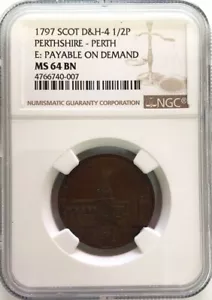 1797 SCOT D&H-4 1/2P
PERTHSHIRE - PERTH
E: PAYABLE ON DEMAND
MS 64 BN
4766740-007
NUMISMATIC GUARANTY CORPORATION
NGC